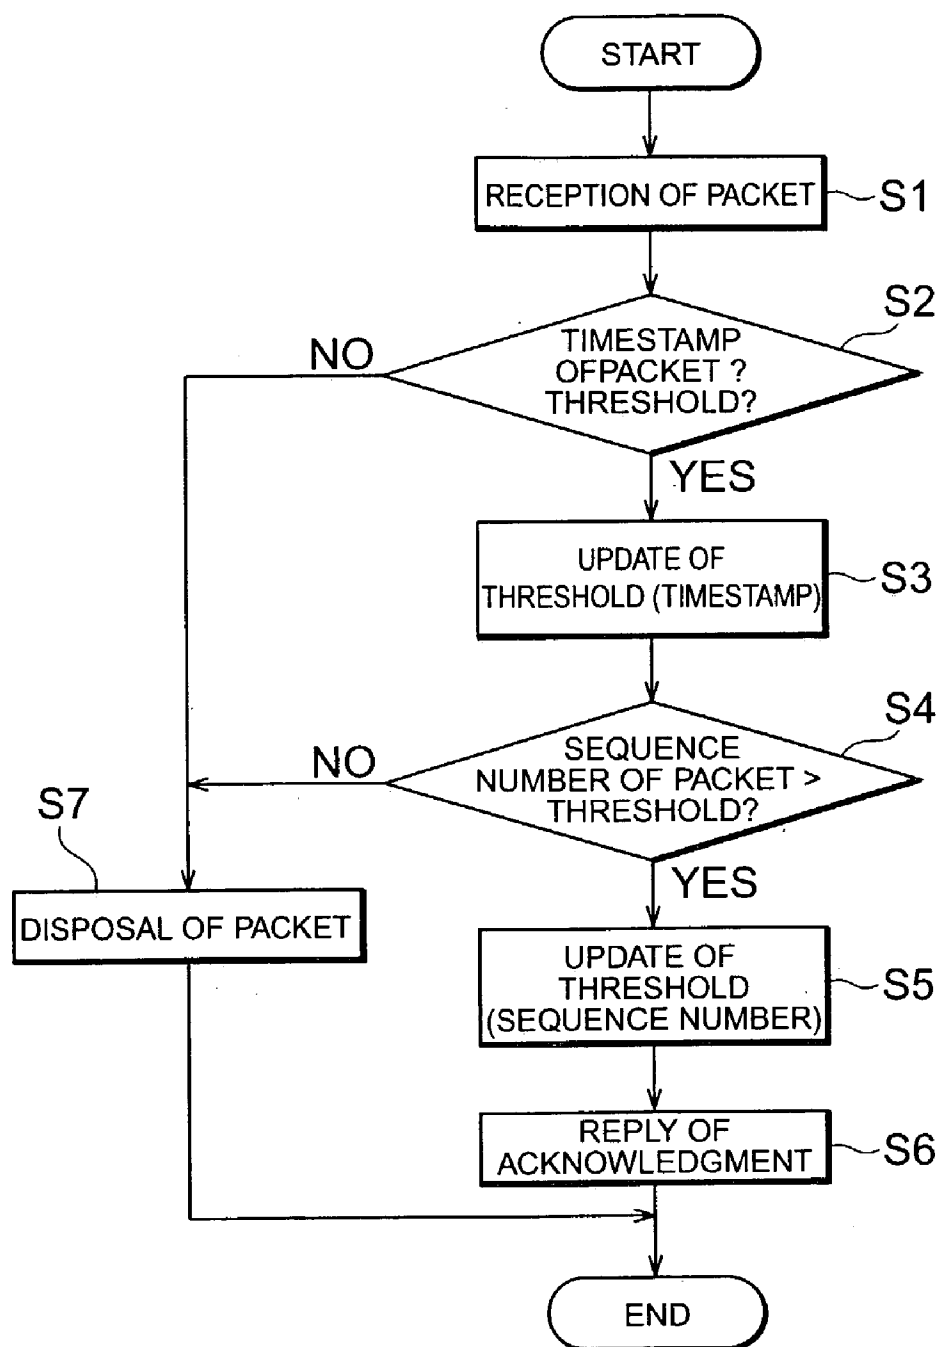 START
RECEPTION OF PACKET
S1
S2
TIMESTAMP
OFPACKET ?
THRESHOLD?
NO
YES
UPDATE OF
THRESHOLD (TIMESTAMP)
S3
S4
SEQUENCE
NUMBER OF PACKET >
THRESHOLD?
NO
YES
S7
DISPOSAL OF PACKET
UPDATE OF
THRESHOLD
(SEQUENCE NUMBER)
S5
REPLY OF
ACKNOWLEDGMENT
S6
END